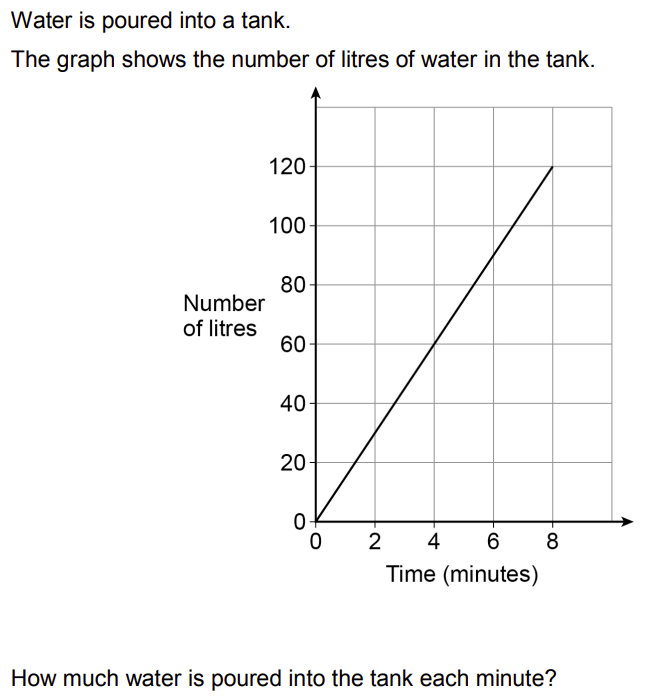 Water is poured into a tank.
The graph shows the number of litres of water in the tank.
120
100
80
Number
of litres
60
40
20
0
0 2 4 6 8
Time (minutes)
How much water is poured into the tank each minute?